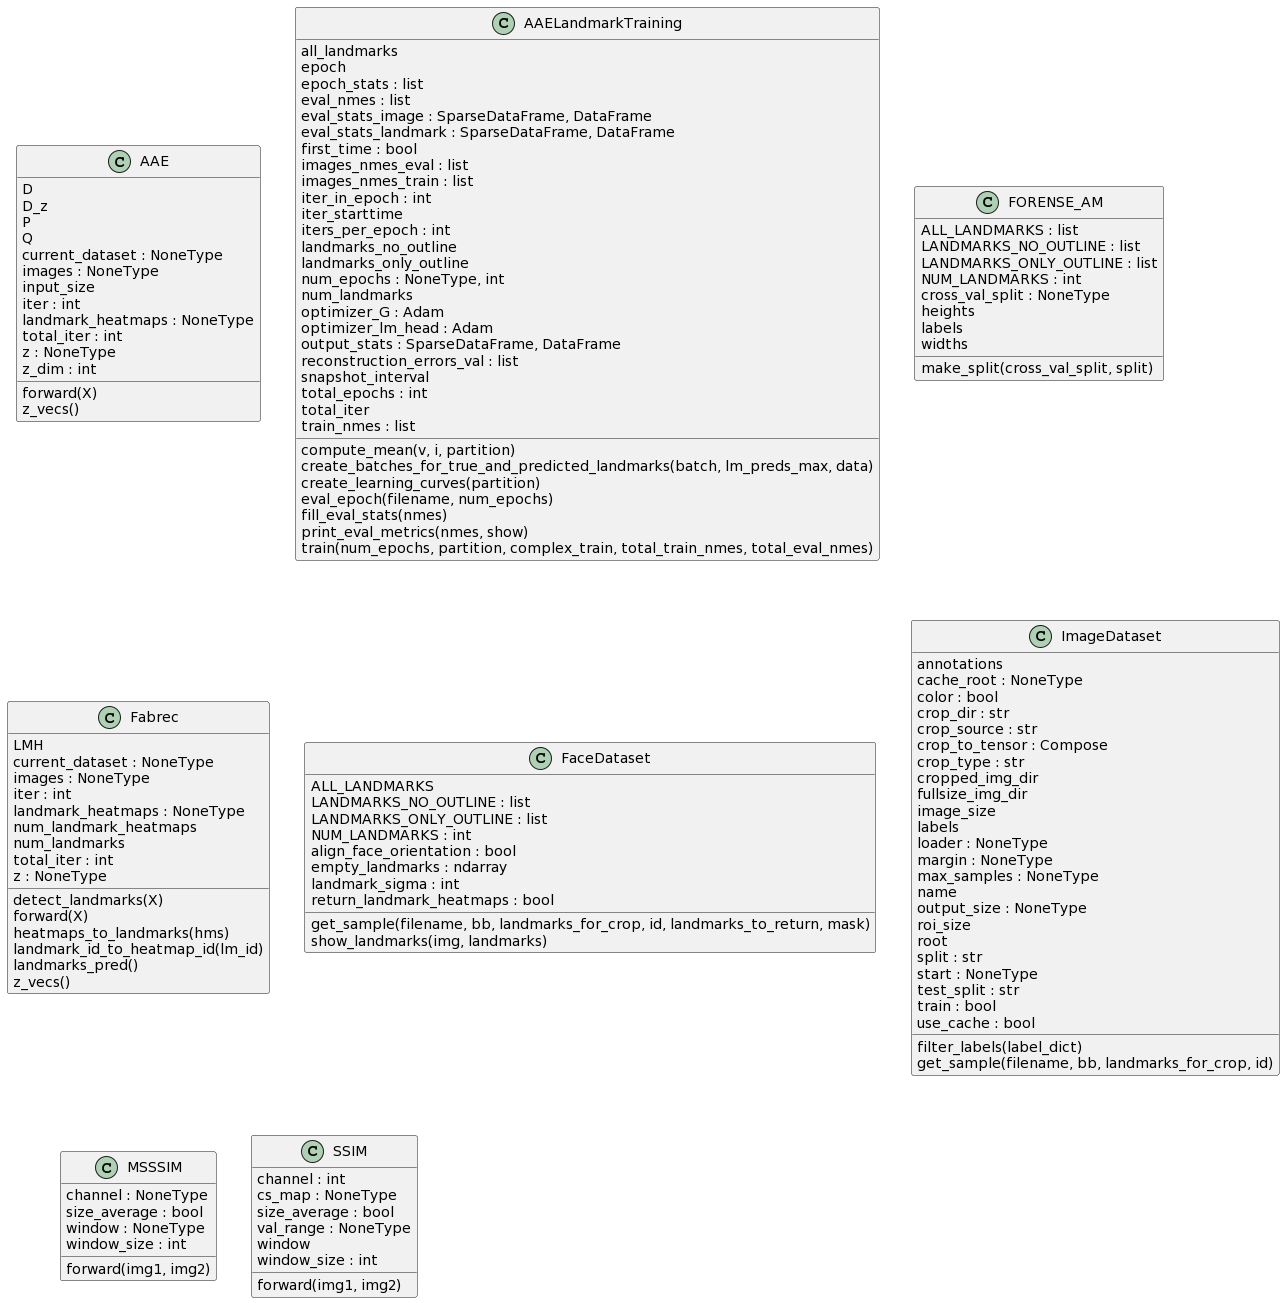 C AAE
D
D_z
P
Q
current_dataset : NoneType
images : NoneType
input_size
iter : int
landmark_heatmaps : NoneType
total_iter : int
z : NoneType
z_dim : int
forward(X)
z_vecs()
C AAELandmarkTraining
all_landmarks
epoch
epoch_stats : list
eval_nmes : list
eval_stats_image : SparseDataFrame, DataFrame
eval_stats_landmark : SparseDataFrame, DataFrame
first_time : bool
images_nmes_eval : list
images_nmes_train : list
iter_in_epoch : int
iter_starttime
iters_per_epoch : int
landmarks_no_outline
landmarks_only_outline
num_epochs : NoneType, int
num_landmarks
optimizer_G : Adam
optimizer_lm_head : Adam
output_stats : SparseDataFrame, DataFrame
reconstruction_errors_val : list
snapshot_interval
total_epochs : int
total_iter
train_nmes : list
compute_mean(v, i, partition)
create_batches_for_true_and_predicted_landmarks(batch, lm_preds_max, data)
create_learning_curves(partition)
eval_epoch(filename, num_epochs)
fill_eval_stats(nmes)
print_eval_metrics(nmes, show)
train(num_epochs, partition, complex_train, total_train_nmes, total_eval_nmes)
C FORENSE_AM
ALL_LANDMARKS : list
LANDMARKS_NO_OUTLINE : list
LANDMARKS_ONLY_OUTLINE : list
NUM_LANDMARKS : int
cross_val_split : NoneType
heights
labels
widths
make_split(cross_val_split, split)
C Fabrec
LMH
current_dataset : NoneType
images : NoneType
iter : int
landmark_heatmaps : NoneType
num_landmark_heatmaps
num_landmarks
total_iter : int
z : NoneType
detect_landmarks(X)
forward(X)
heatmaps_to_landmarks(hms)
landmark_id_to_heatmap_id(lm_id)
landmarks_pred()
z_vecs()
C FaceDataset
ALL_LANDMARKS
LANDMARKS_NO_OUTLINE : list
LANDMARKS_ONLY_OUTLINE : list
NUM_LANDMARKS : int
align_face_orientation : bool
empty_landmarks : ndarray
landmark_sigma : int
return_landmark_heatmaps : bool
get_sample(filename, bb, landmarks_for_crop, id, landmarks_to_return, mask)
show_landmarks(img, landmarks)
C ImageDataset
annotations
cache_root : NoneType
color : bool
crop_dir : str
crop_source : str
crop_to_tensor : Compose
crop_type : str
cropped_img_dir
fullsize_img_dir
image_size
labels
loader : NoneType
margin : NoneType
max_samples : NoneType
name
output_size : NoneType
roi_size
root
split : str
start : NoneType
test_split : str
train : bool
use_cache : bool
filter_labels(label_dict)
get_sample(filename, bb, landmarks_for_crop, id)
C MSSSIM
channel : NoneType
size_average : bool
window : NoneType
window_size : int
forward(img1, img2)
C SSIM
channel : int
cs_map : NoneType
size_average : bool
val_range : NoneType
window
window_size : int
forward(img1, img2)